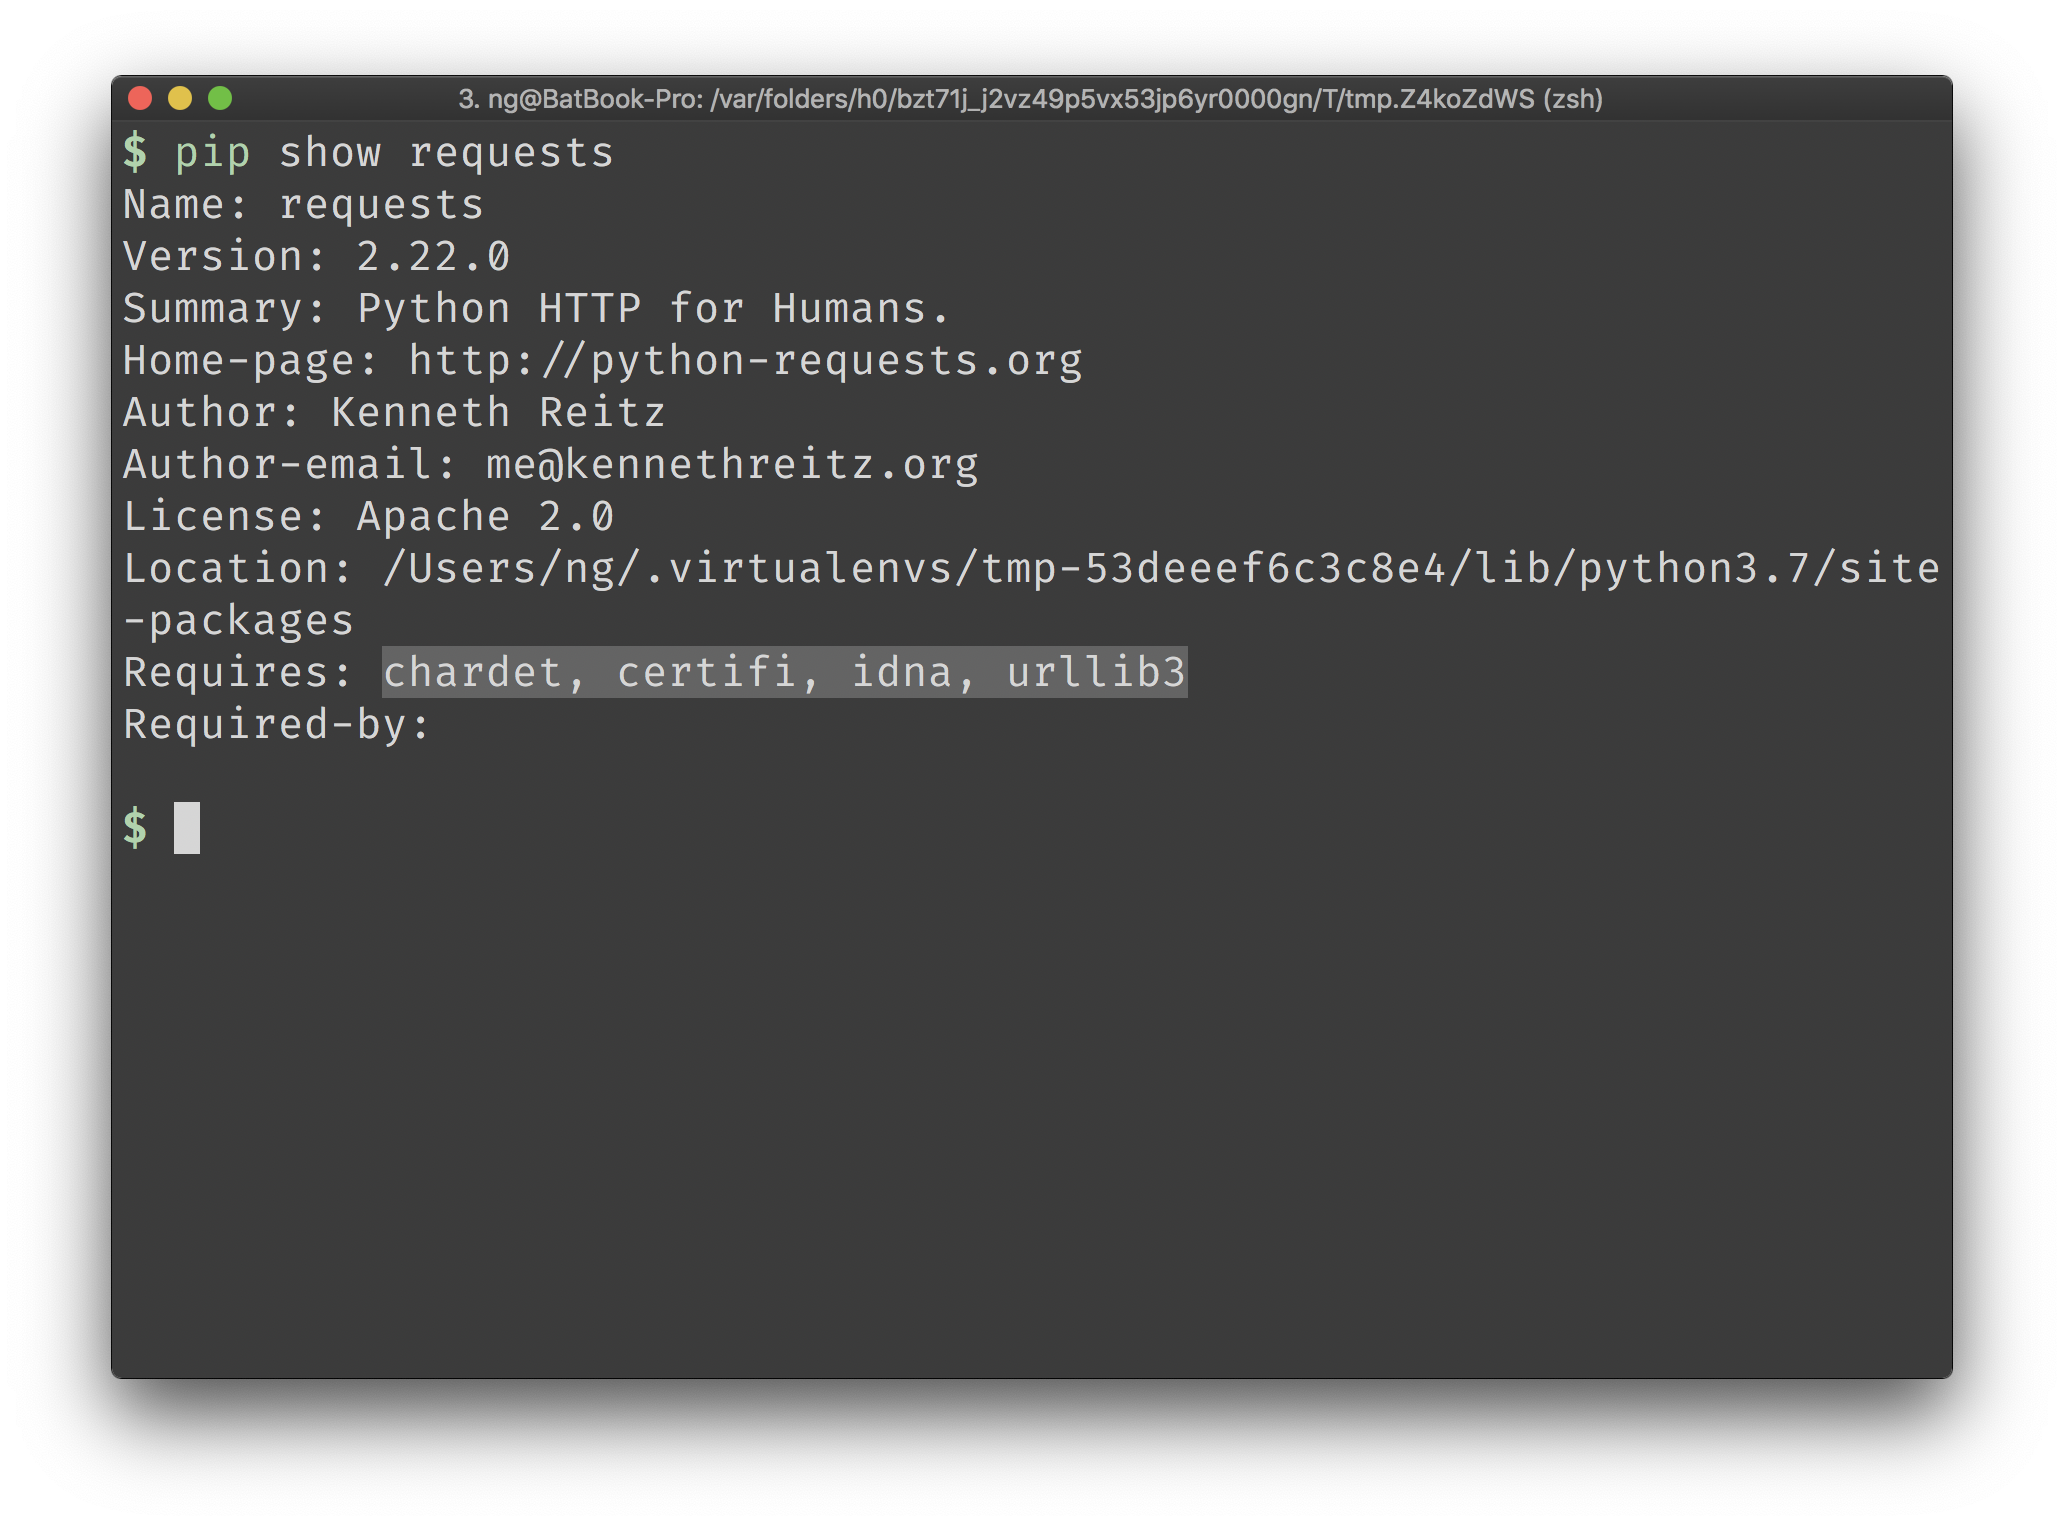 3. ng@BatBook-Pro: /var/folders/h0/bzt71j_j2vz49p5vx53jp6yr0000gn/T/tmp.Z4koZdWS (zsh)
$ pip show requests
Name: requests
Version: 2.22.0
Summary: Python HTTP for Humans.
Home-page: http://python-requests.org
Author: Kenneth Reitz
Author-email: me@kennethreitz.org
License: Apache 2.0
Location: /Users/ng/.virtualenvs/tmp-53deeef6c3c8e4/lib/python3.7/site
-packages
Requires: chardet, certifi, idna, urllib3
Required-by:
$